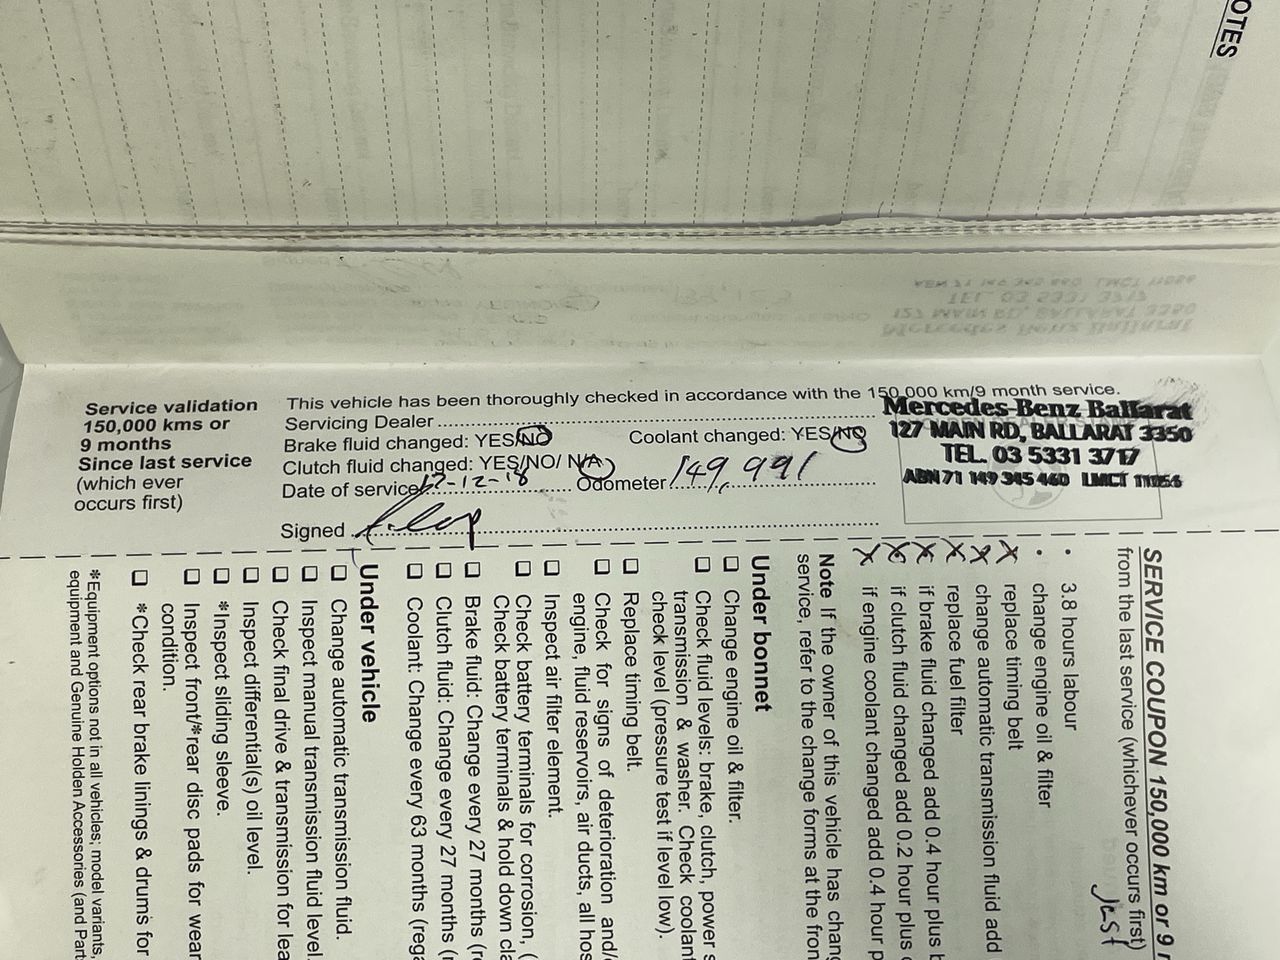 OTES
Service validation
150,000 kms or
9 months
Since last service
(which ever
occurs first)
This vehicle has been thoroughly checked in accordance with the 150,000 km/9 month service.
Servicing Dealer
Brake fluid changed: YES/NO Coolant changed: YES/NO
Clutch fluid changed: YES/NO/ N/A
Date of service 12-12-18 Odometer 149,991
Signed
Mercedes-Benz Ballarat
127 MAIN RD, BALLARAT 3350
TEL. 03 5331 3717
ABN 71 149 345 460 LMCT 11056
SERVICE COUPON 150,000 km or 9
from the last service (whichever occurs first)
Just
• 3.8 hours labour
• change engine oil & filter
X replace timing belt
X change automatic transmission fluid add
X replace fuel filter
X if brake fluid changed add 0.4 hour plus
X if clutch fluid changed add 0.2 hour plus
X if engine coolant changed add 0.4 hour
Note If the owner of this vehicle has
service, refer to the change forms at the
Under bonnet
Change engine oil & filter.
Check fluid levels: brake, clutch, power
transmission & washer. Check coolant
check level (pressure test if level low).
Replace timing belt.
Check for signs of deterioration
engine, fluid reservoirs, air ducts, all
Inspect air filter element.
Check battery terminals for corrosion,
Check battery terminals & hold down
Brake fluid: Change every 27 months
Clutch fluid: Change every 27 months
Coolant: Change every 63 months
Under vehicle
Change automatic transmission fluid.
Inspect manual transmission fluid level.
Check final drive & transmission for
Inspect differential(s) oil level.
*Inspect sliding sleeve.
Inspect front/*rear disc pads for wear
condition.
*Check rear brake linings & drums for
*Equipment options not in all vehicles; model variants,
equipment and Genuine Holden Accessories (and